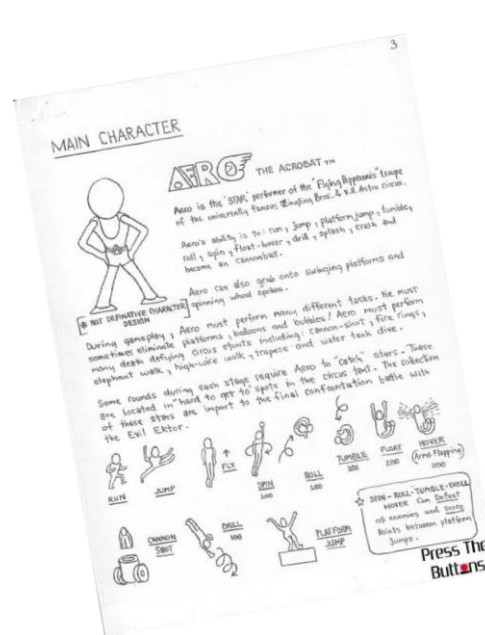 3
MAIN CHARACTER
AERO THE ACROBAT TM
Aero is the "STAR" performer of the "Flying" troupe
of the universally famous Zingling Bros. & Astro circus.
Aero's ability is to: run, jump, platform jump, tumble,
roll, spin, float-hover, drill, splash, crash and
become an cannonball.
Aero can also grab onto swinging platforms and
spinning wheel spokes.
* NOT DEFINITIVE CHARACTER
DESIGN
During gameplay, Aero must perform many different tasks. He must
sometimes eliminate platforms, balloons and bubbles! Aero must perform
many death defying circus stunts including: cannon-shot, fire rings,
elephant walk, high-wire walk, trapeze and water tank dive.
Some rounds during each stage require Aero to "catch" stars. These
are located in "hard to get to" spots in the circus tent. The collection
of these stars are import to the final confrontation battle with
the Evil Ektor.
RUN
JUMP
FLY
SPIN
100
ROLL
100
TUMBLE
100
FLOAT
200
HOVER
(Arms Flapping)
200
CANNON
SHOT
DRILL
100
PLATFORM
JUMP
SPIN-ROLL-TUMBLE-DRILL
HOVER Can Defeat
all enemies and Score
Points between platform
Jumps.
Press The
Buttons